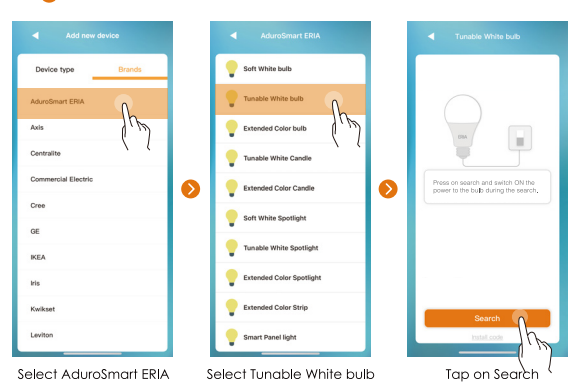 Add new device
Device type
Brands
AduroSmart ERIA
Axis
Centralite
Commercial Electric
Cree
GE
IKEA
Iris
Kwikset
Leviton
Select AduroSmart ERIA
AduroSmart ERIA
Soft White bulb
Tunable White bulb
Extended Color bulb
Tunable White Candle
Extended Color Candle
Soft White Spotlight
Tunable White Spotlight
Extended Color Spotlight
Extended Color Strip
Smart Panel light
Select Tunable White bulb
Tunable White bulb
ERIA
Press on search and switch ON the
power to the bulb during the search.
Search
Install code
Tap on Search